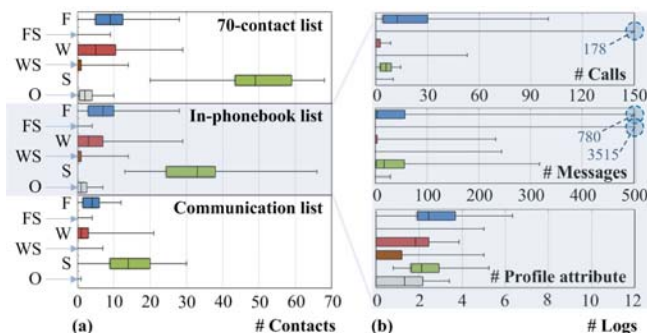 F
FS
W
WS
S
O
70-contact list
F
FS
W
WS
S
O
In-phonebook list
F
FS
W
WS
S
O
Communication list
0 10 20 30 40 50 60 70
(a) # Contacts
178
# Calls
0 30 60 90 120 150
780
3515
# Messages
0 100 200 300 400 500
# Profile attribute
0 2 4 6 8 10 12
(b) # Logs